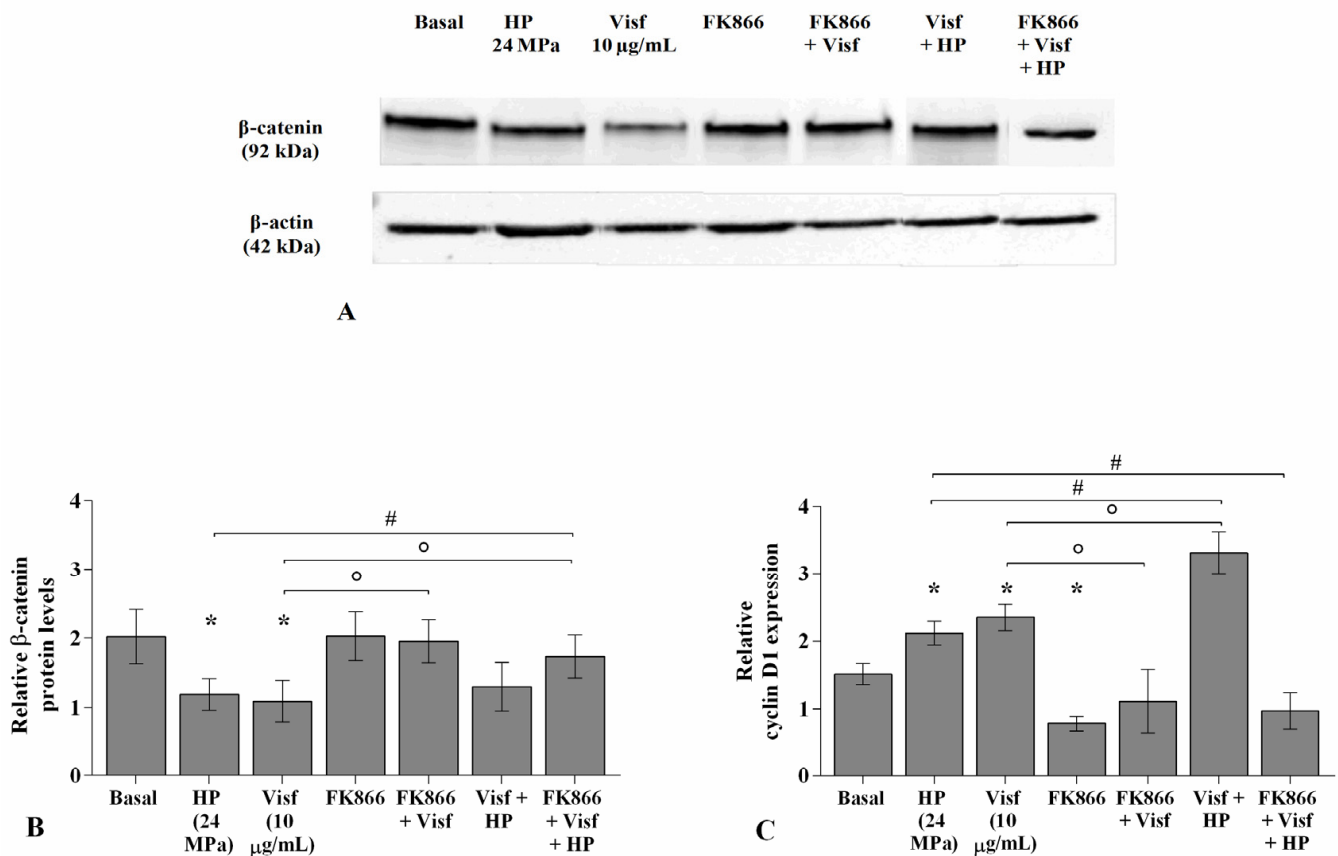 Basal HP Visf FK866 FK866 Visf FK866
24 MPa 10 µg/mL + Visf + HP + Visf
+ HP
β-catenin
(92 kDa)
β-actin
(42 kDa)
A
4
3
2
1
0
Relative β-catenin
protein levels
#
°
°
* *
Basal HP Visf FK866 FK866 Visf + FK866
(24 (10 + Visf HP + Visf
MPa) µg/mL) + HP
B
4
3
2
1
0
Relative
cyclin D1 expression
#
#
°
°
* * *
Basal HP Visf FK866 FK866 Visf + FK866
(24 (10 + Visf HP + Visf
MPa) µg/mL) + HP
C